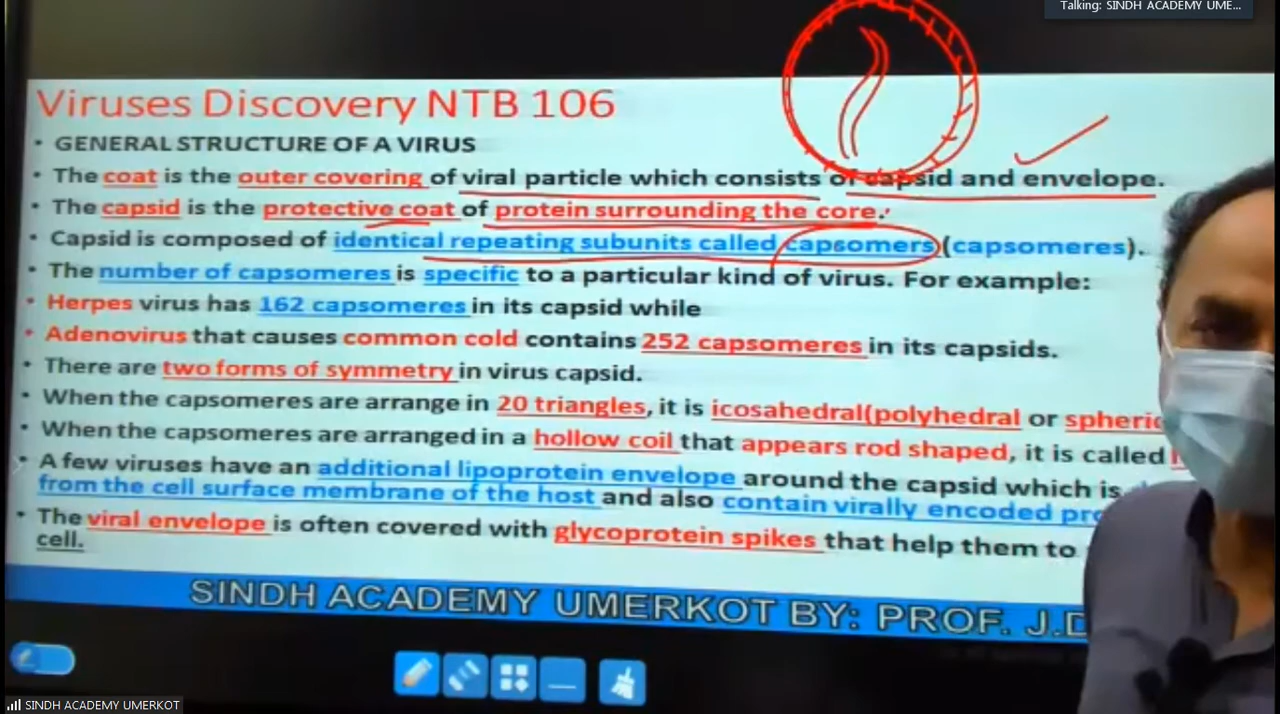 Talking: SINDH ACADEMY UME...
Viruses Discovery NTB 106
• GENERAL STRUCTURE OF A VIRUS
• The coat is the outer covering of viral particle which consists of capsid and envelope.
• The capsid is the protective coat of protein surrounding the core.
• Capsid is composed of identical repeating subunits called capsomers (capsomeres).
• The number of capsomeres is specific to a particular kind of virus. For example:
• Herpes virus has 162 capsomeres in its capsid while
• Adenovirus that causes common cold contains 252 capsomeres in its capsids.
• There are two forms of symmetry in virus capsid.
• When the capsomeres are arrange in 20 triangles, it is icosahedral(polyhedral or spheric
• When the capsomeres are arranged in a hollow coil that appears rod shaped, it is called
• A few viruses have an additional lipoprotein envelope around the capsid which is
from the cell surface membrane of the host and also contain virally encoded pro
• The viral envelope is often covered with glycoprotein spikes that help them to
cell.
SINDH ACADEMY UMERKOT BY: PROF. J.D
SINDH ACADEMY UMERKOT